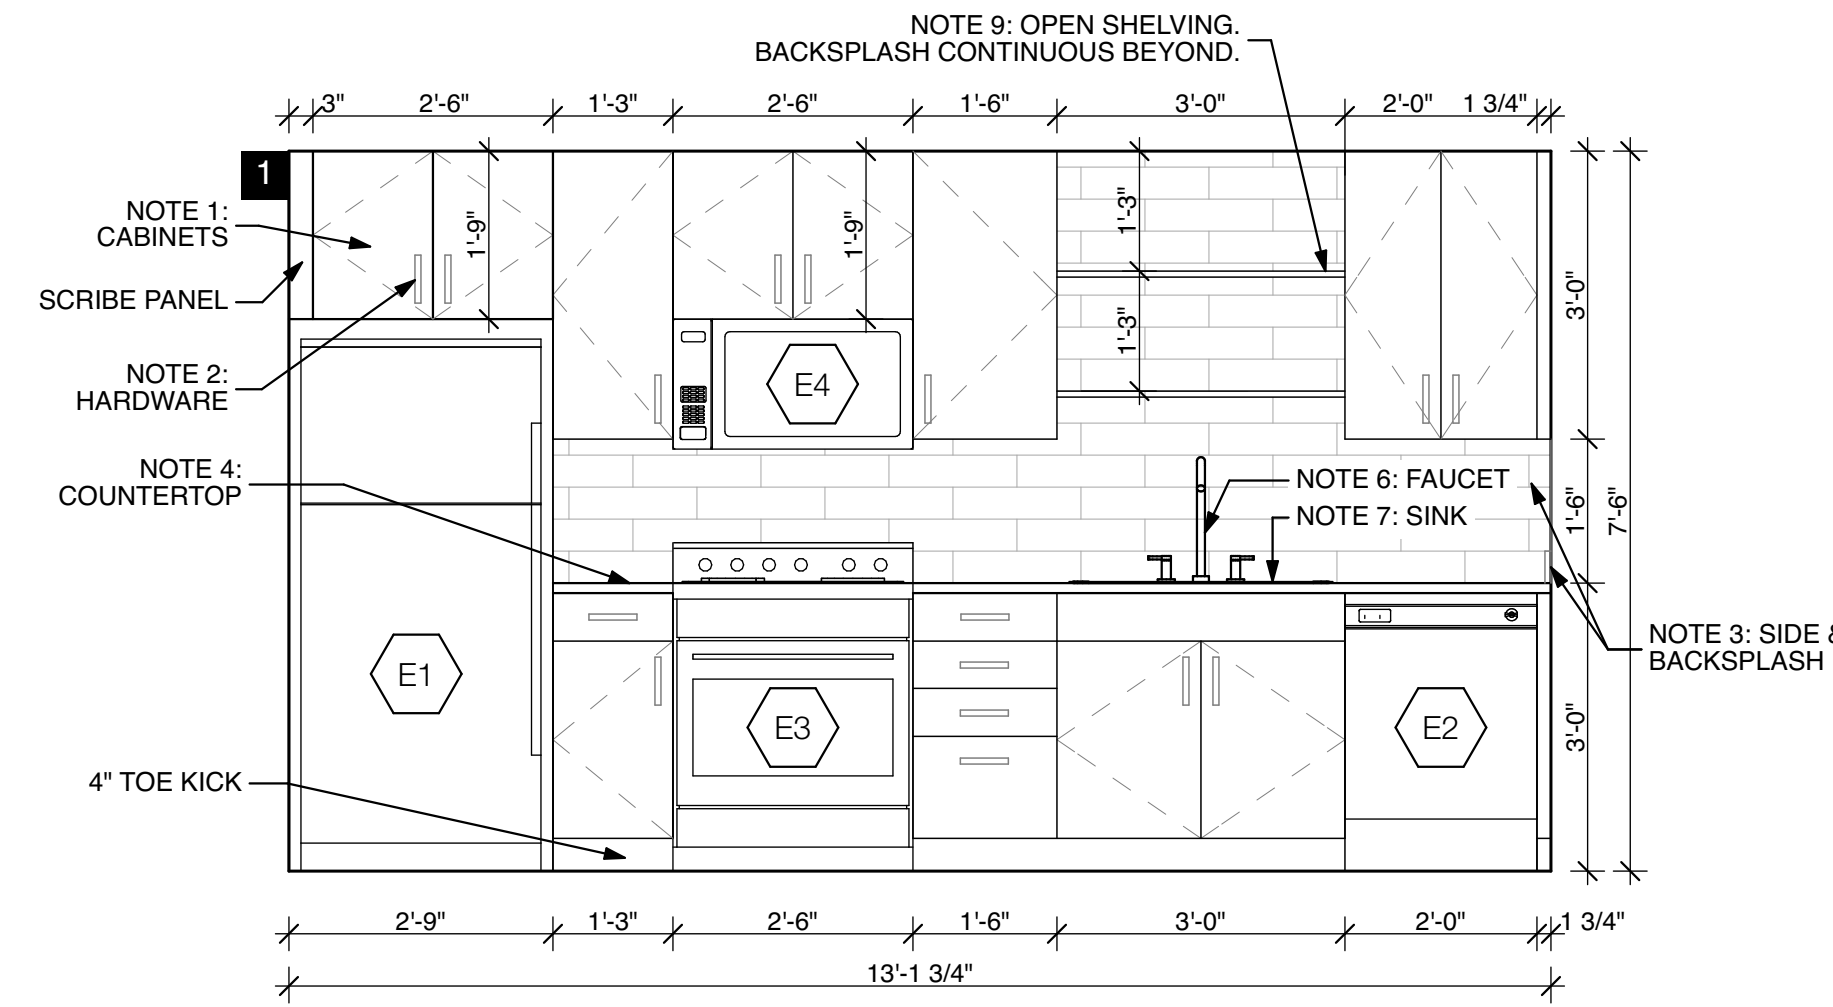 NOTE 9: OPEN SHELVING.
BACKSPLASH CONTINUOUS BEYOND.
3" 2'-6" 1'-3" 2'-6" 1'-6" 3'-0" 2'-0" 1 3/4"
1
NOTE 1:
CABINETS
1'-9"
1'-9"
1'-3"
SCRIBE PANEL
3'-0"
1'-3"
NOTE 2:
HARDWARE
E4
NOTE 4:
COUNTERTOP
NOTE 6: FAUCET
NOTE 7: SINK
1'-6"
7'-6"
NOTE 3: SIDE &
BACKSPLASH
E1
E3
E2
3'-0"
4" TOE KICK
2'-9" 1'-3" 2'-6" 1'-6" 3'-0" 2'-0" 1 3/4"
13'-1 3/4"